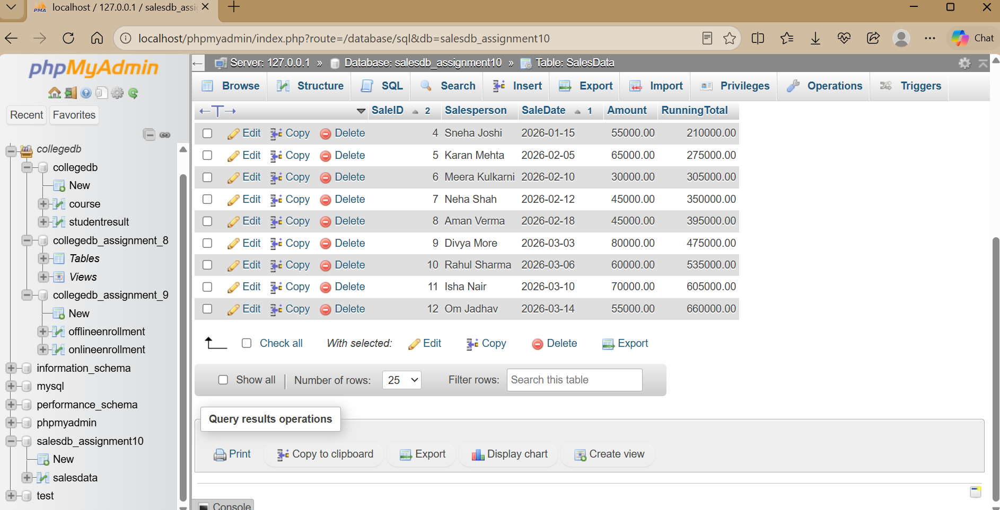 localhost / 127.0.0.1 / salesdb_assi
localhost/phpmyadmin/index.php?route=/database/sql&db=salesdb_assignment10
Chat
phpMyAdmin
Recent Favorites
collegedb
collegedb
New
course
studentresult
collegedb_assignment_8
Tables
Views
collegedb_assignment_9
New
offlineenrollment
onlineenrollment
information_schema
mysql
performance_schema
phpmyadmin
salesdb_assignment10
New
salesdata
test
Server: 127.0.0.1 » Database: salesdb_assignment10 » Table: SalesData
Browse Structure SQL Search Insert Export Import Privileges Operations Triggers
←T→ SaleID 2 Salesperson SaleDate 1 Amount RunningTotal
Edit Copy Delete 4 Sneha Joshi 2026-01-15 55000.00 210000.00
Edit Copy Delete 5 Karan Mehta 2026-02-05 65000.00 275000.00
Edit Copy Delete 6 Meera Kulkarni 2026-02-10 30000.00 305000.00
Edit Copy Delete 7 Neha Shah 2026-02-12 45000.00 350000.00
Edit Copy Delete 8 Aman Verma 2026-02-18 45000.00 395000.00
Edit Copy Delete 9 Divya More 2026-03-03 80000.00 475000.00
Edit Copy Delete 10 Rahul Sharma 2026-03-06 60000.00 535000.00
Edit Copy Delete 11 Isha Nair 2026-03-10 70000.00 605000.00
Edit Copy Delete 12 Om Jadhav 2026-03-14 55000.00 660000.00
Check all With selected: Edit Copy Delete Export
Show all Number of rows: 25 Filter rows: Search this table
Query results operations
Print Copy to clipboard Export Display chart Create view
Console